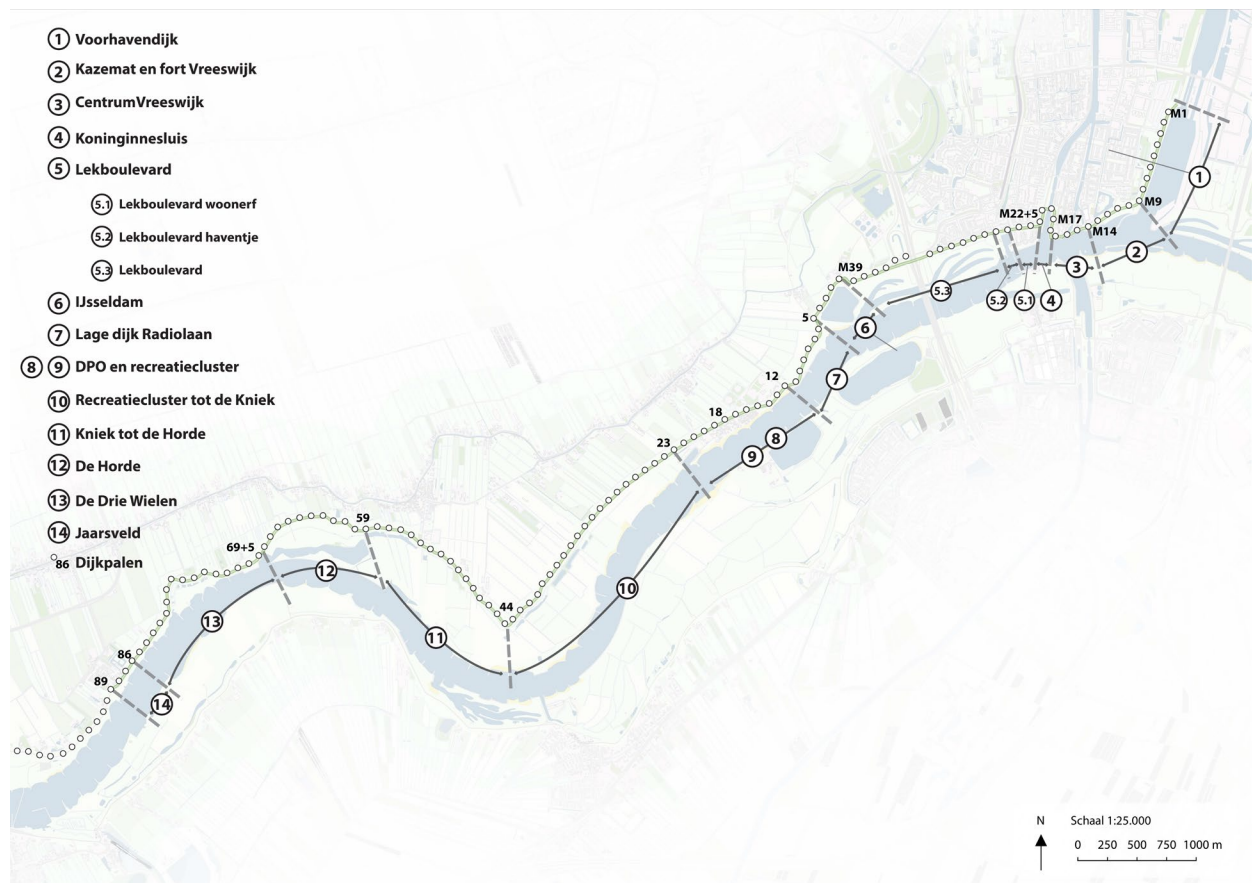 1 Voorhavendijk
2 Kazemat en fort Vreeswijk
3 CentrumVreeswijk
4 Koninginnesluis
5 Lekboulevard
5.1 Lekboulevard woonerf
5.2 Lekboulevard haventje
5.3 Lekboulevard
6 IJsseldam
7 Lage dijk Radiolaan
8 9 DPO en recreatiecluster
10 Recreatiecluster tot de Kniek
11 Kniek tot de Horde
12 De Horde
13 De Drie Wielen
14 Jaarsveld
86 Dijkpalen
M1
1
M9
M22+5
M17
M14
2
3
M39
5.3
5.2
5.1
4
5
6
12
7
18
23
8
9
59
69+5
12
10
44
13
11
86
89
14
N
Schaal 1:25.000
0 250 500 750 1000 m